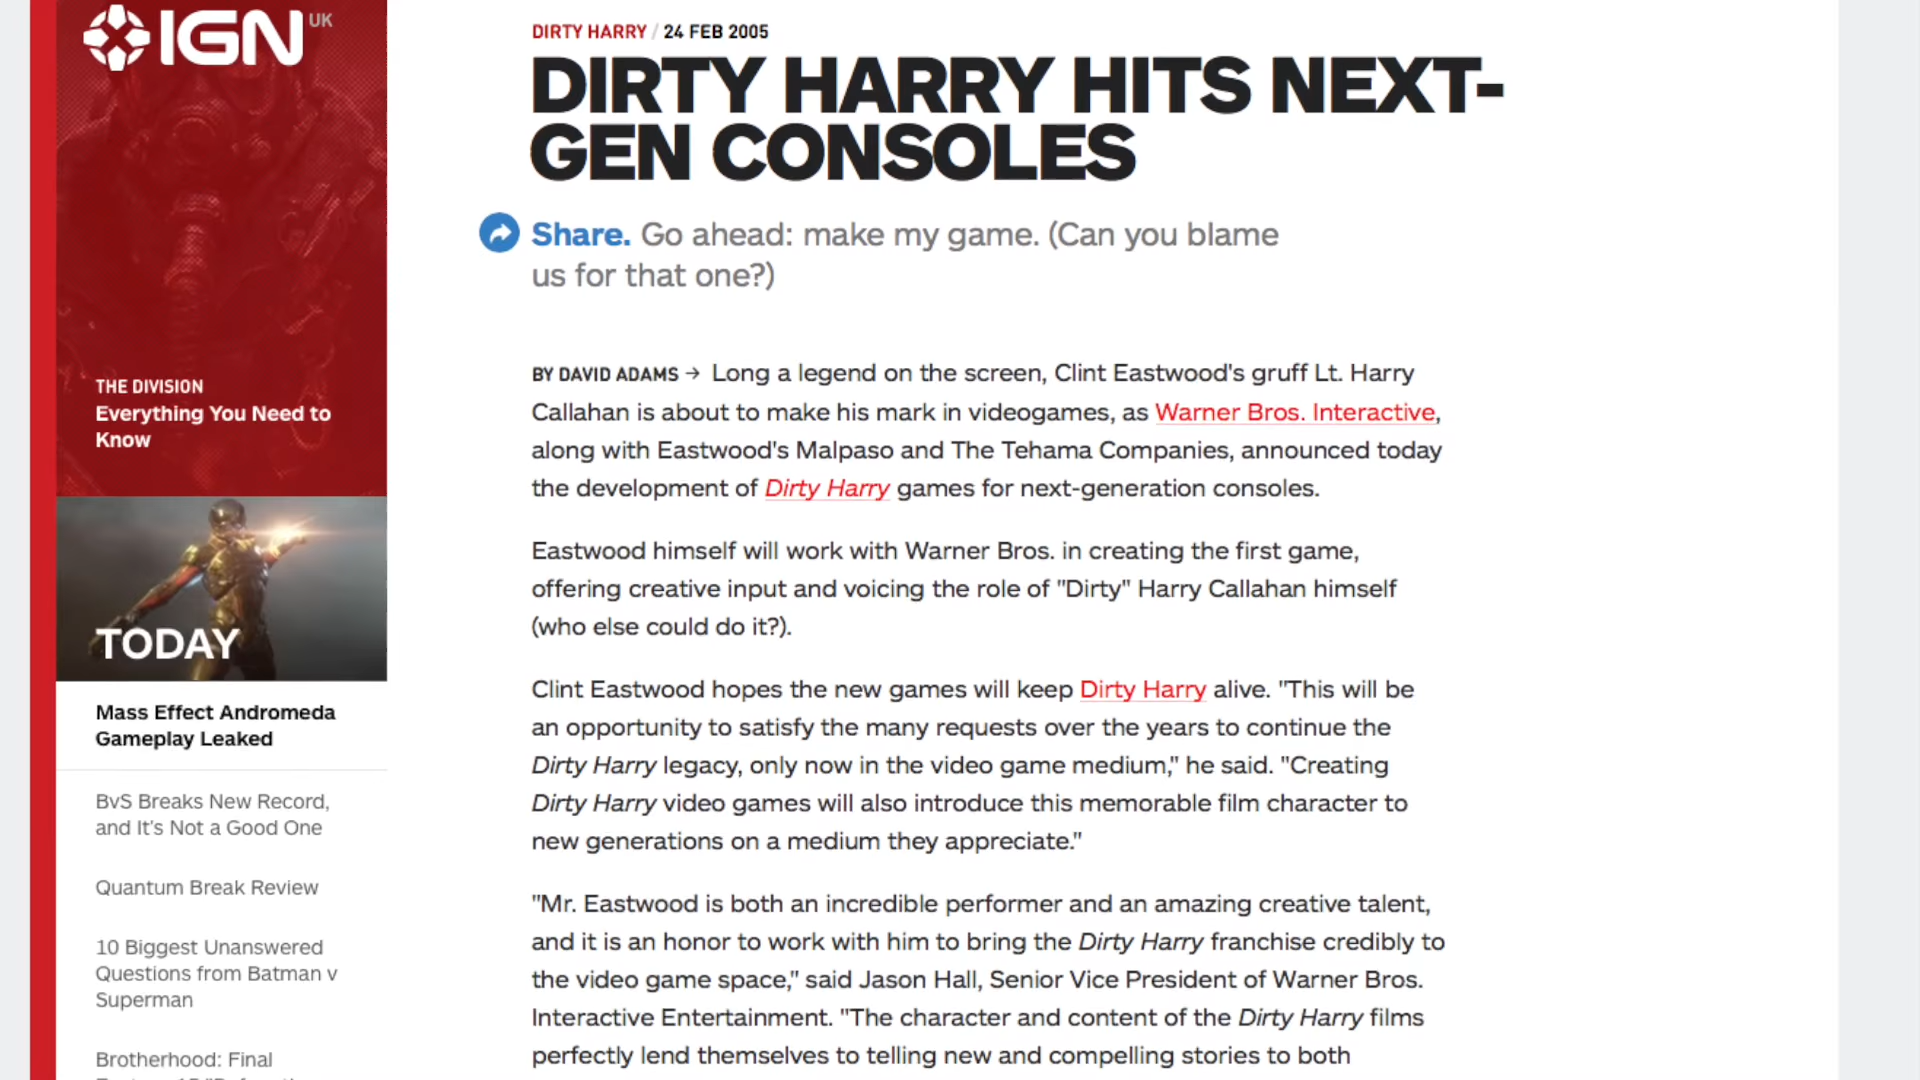 IGN UK
THE DIVISION
Everything You Need to
Know
TODAY
Mass Effect Andromeda
Gameplay Leaked
BvS Breaks New Record,
and It's Not a Good One
Quantum Break Review
10 Biggest Unanswered
Questions from Batman v
Superman
Brotherhood: Final
DIRTY HARRY / 24 FEB 2005
DIRTY HARRY HITS NEXT-
GEN CONSOLES
Share. Go ahead: make my game. (Can you blame
us for that one?)
BY DAVID ADAMS → Long a legend on the screen, Clint Eastwood's gruff Lt. Harry
Callahan is about to make his mark in videogames, as Warner Bros. Interactive,
along with Eastwood's Malpaso and The Tehama Companies, announced today
the development of Dirty Harry games for next-generation consoles.
Eastwood himself will work with Warner Bros. in creating the first game,
offering creative input and voicing the role of "Dirty" Harry Callahan himself
(who else could do it?).
Clint Eastwood hopes the new games will keep Dirty Harry alive. "This will be
an opportunity to satisfy the many requests over the years to continue the
Dirty Harry legacy, only now in the video game medium," he said. "Creating
Dirty Harry video games will also introduce this memorable film character to
new generations on a medium they appreciate."
"Mr. Eastwood is both an incredible performer and an amazing creative talent,
and it is an honor to work with him to bring the Dirty Harry franchise credibly to
the video game space," said Jason Hall, Senior Vice President of Warner Bros.
Interactive Entertainment. "The character and content of the Dirty Harry films
perfectly lend themselves to telling new and compelling stories to both